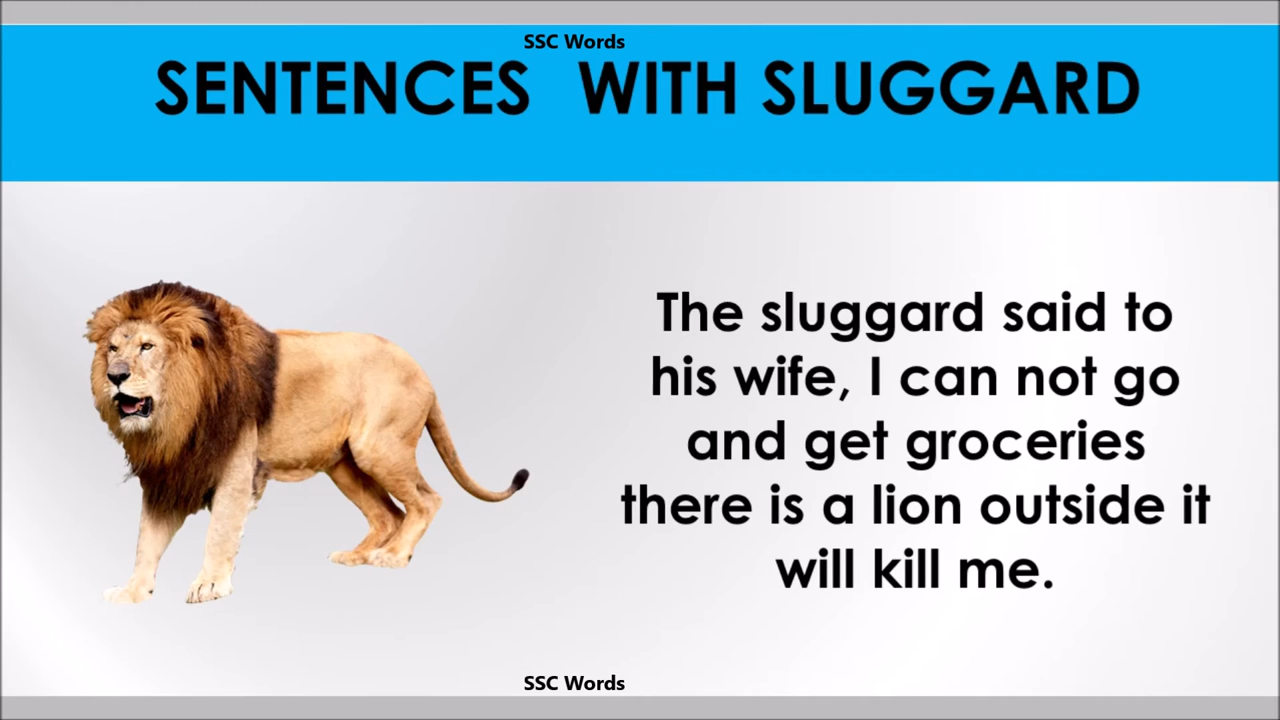 SSC Words
SENTENCES WITH SLUGGARD
The sluggard said to
his wife, I can not go
and get groceries
there is a lion outside it
will kill me.
SSC Words